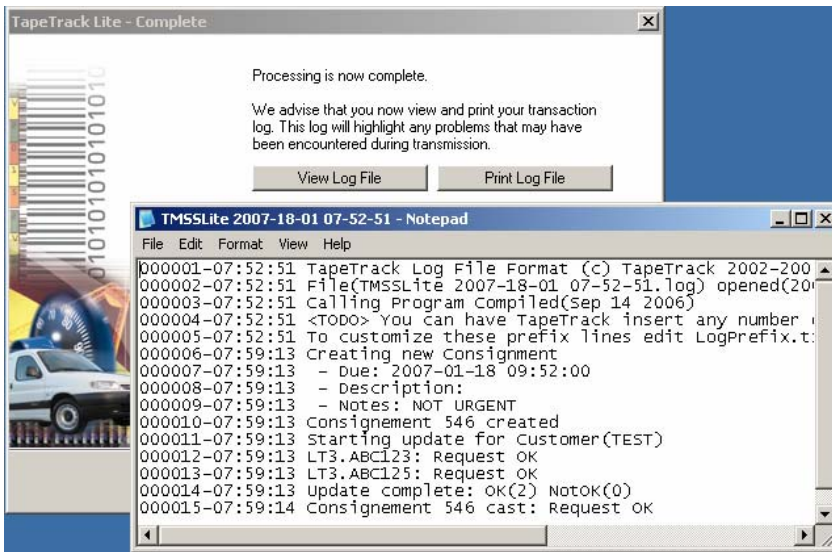 TapeTrack Lite - Complete
Processing is now complete.
We advise that you now view and print your transaction
log. This log will highlight any problems that may have
been encountered during transmission.
View Log File
Print Log File
01010101010101010
TMSSLite 2007-18-01 07-52-51 - Notepad
File Edit Format View Help
000001-07:52:51 TapeTrack Log File Format (c) TapeTrack 2002-200
000002-07:52:51 File(TMSSLite 2007-18-01 07-52-51.log) opened(20
000003-07:52:51 Calling Program Compiled(Sep 14 2006)
000004-07:52:51 <TODO> You can have TapeTrack insert any number
000005-07:52:51 To customize these prefix lines edit LogPrefix.t
000006-07:59:13 Creating new Consignment
000007-07:59:13  - Due: 2007-01-18 09:52:00
000008-07:59:13  - Description:
000009-07:59:13  - Notes: NOT URGENT
000010-07:59:13 Consignement 546 created
000011-07:59:13 Starting update for Customer(TEST)
000012-07:59:13 LT3.ABC123: Request OK
000013-07:59:13 LT3.ABC125: Request OK
000014-07:59:13 Update complete: OK(2) NotOK(0)
000015-07:59:14 Consignement 546 cast: Request OK